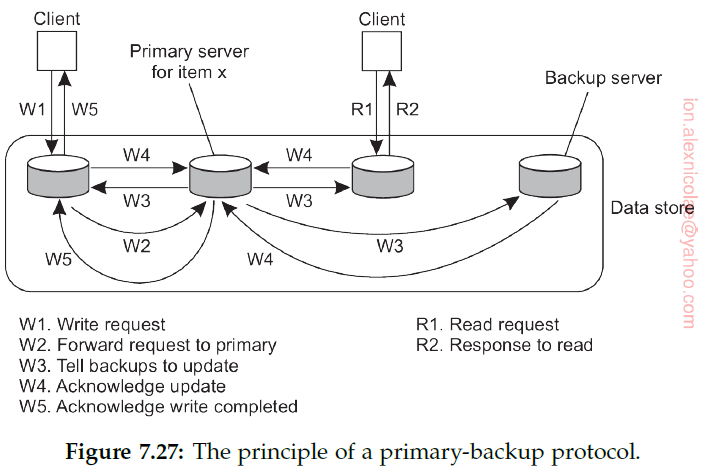 Client
Client
Primary server
for item x
Backup server
W1
W5
R1
R2
W4
W4
W3
W3
Data store
W2
W3
W5
W4
W1. Write request
W2. Forward request to primary
W3. Tell backups to update
W4. Acknowledge update
W5. Acknowledge write completed
R1. Read request
R2. Response to read
Figure 7.27: The principle of a primary-backup protocol.
ion.alexnicolae@yahoo.com